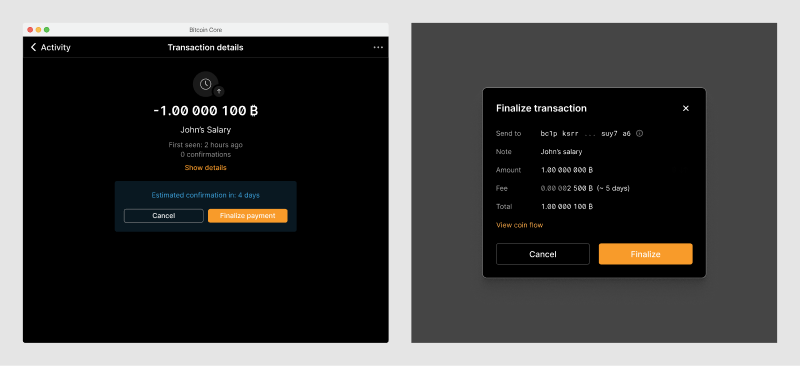 Bitcoin Core
Activity
Transaction details
-1.00 000 100 ₿
John's Salary
First seen: 2 hours ago
0 confirmations
Show details
Estimated confirmation in: 4 days
Cancel
Finalize payment
Finalize transaction
Send to bc1p ksrr ... suy7 a6
Note John's salary
Amount 1.00 000 000 ₿
Fee 0.00 002 500 ₿ (~ 5 days)
Total 1.00 000 100 ₿
View coin flow
Cancel
Finalize